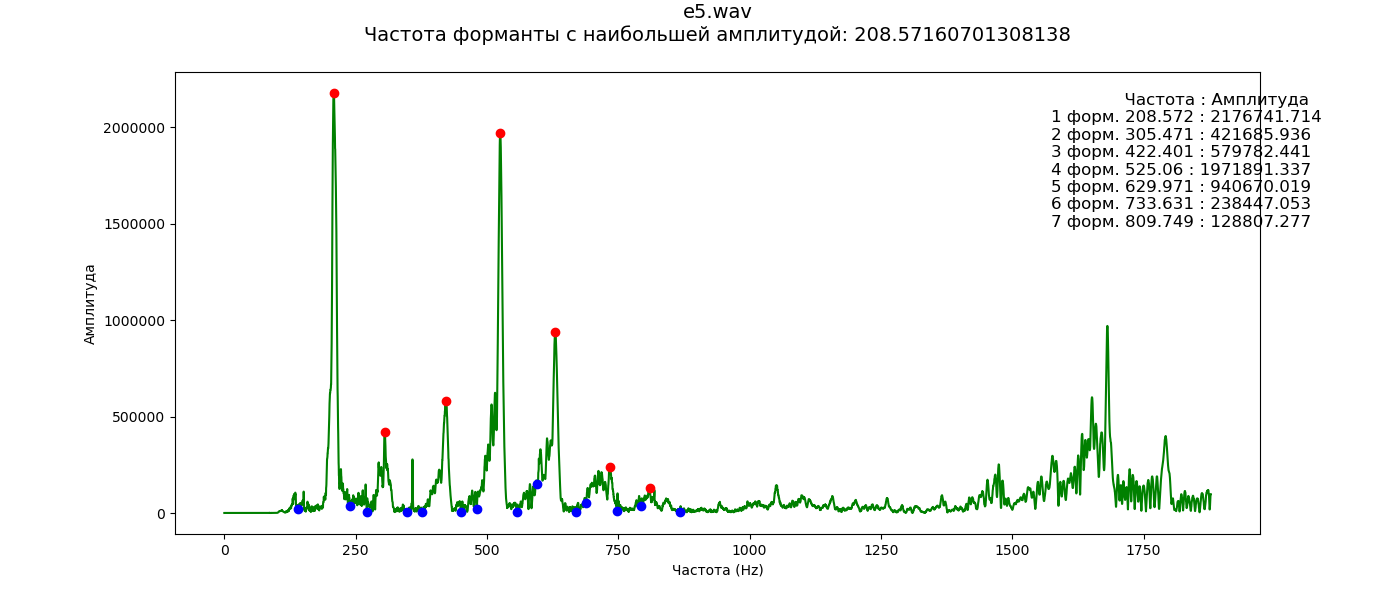 e5.wav
Частота форманты с наибольшей амплитудой: 208.57160701308138
Частота : Амплитуда
1 форм. 208.572 : 2176741.714
2 форм. 305.471 : 421685.936
3 форм. 422.401 : 579782.441
4 форм. 525.06 : 1971891.337
5 форм. 629.971 : 940670.019
6 форм. 733.631 : 238447.053
7 форм. 809.749 : 128807.277
2000000
1500000
1000000
500000
0
Амплитуда
0 250 500 750 1000 1250 1500 1750
Частота (Hz)